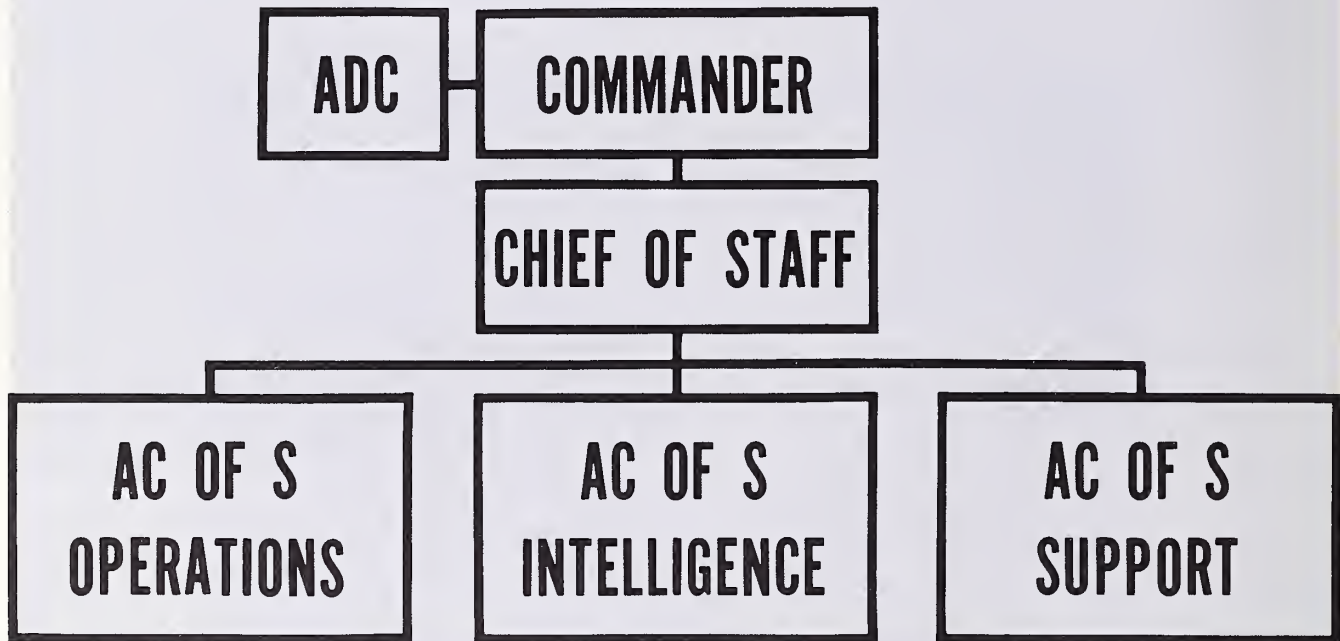 ADC
COMMANDER
CHIEF OF STAFF
AC OF S
OPERATIONS
AC OF S
INTELLIGENCE
AC OF S
SUPPORT